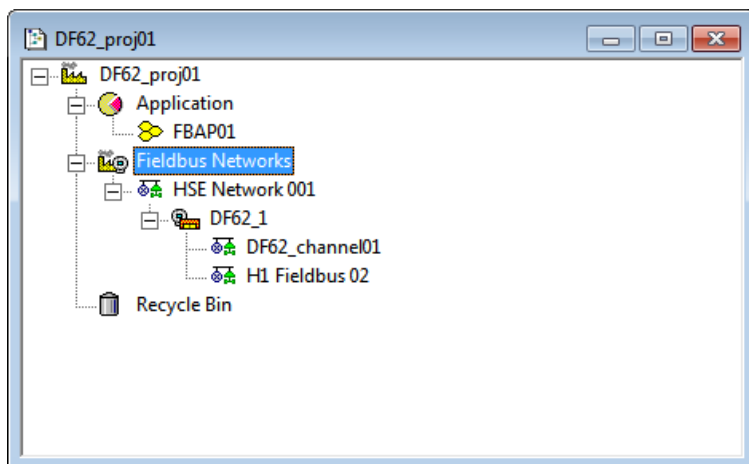 DF62_proj01
DF62_proj01
Application
FBAP01
Fieldbus Networks
HSE Network 001
DF62_1
DF62_channel01
H1 Fieldbus 02
Recycle Bin